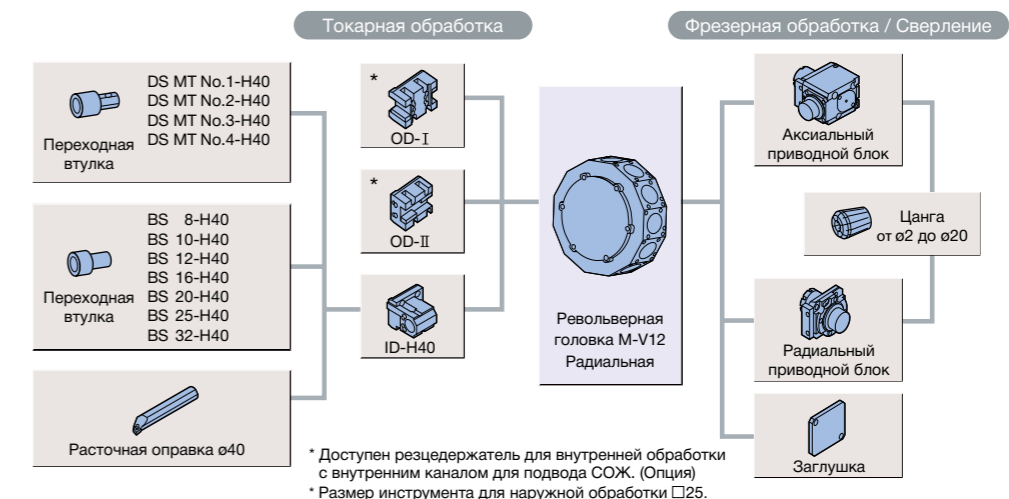 Токарная обработка
Фрезерная обработка / Сверление
DS MT No.1-H40
DS MT No.2-H40
DS MT No.3-H40
DS MT No.4-H40
Переходная
втулка
BS 8-H40
BS 10-H40
BS 12-H40
BS 16-H40
BS 20-H40
BS 25-H40
BS 32-H40
Переходная
втулка
Расточная оправка ø40
*
OD-I
*
OD-II
ID-H40
Револьверная
головка M-V12
Радиальная
Аксиальный
приводной блок
Цанга
от ø2 до ø20
Радиальный
приводной блок
Заглушка
* Доступен резцедержатель для внутренней обработки
с внутренним каналом для подвода СОЖ. (Опция)
* Размер инструмента для наружной обработки □25.